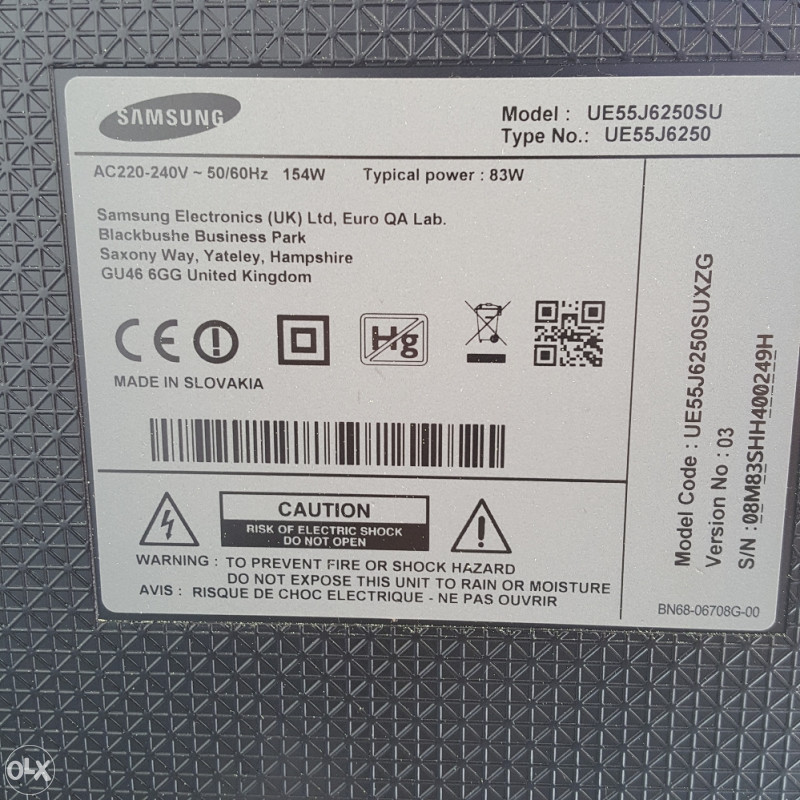 SAMSUNG
Model : UE55J6250SU
Type No.: UE55J6250
AC220-240V ~ 50/60Hz 154W Typical power : 83W
Samsung Electronics (UK) Ltd, Euro QA Lab.
Blackbushe Business Park
Saxony Way, Yateley, Hampshire
GU46 6GG United Kingdom
CE
Hg
MADE IN SLOVAKIA
CAUTION
RISK OF ELECTRIC SHOCK
DO NOT OPEN
WARNING : TO PREVENT FIRE OR SHOCK HAZARD
DO NOT EXPOSE THIS UNIT TO RAIN OR MOISTURE
AVIS : RISQUE DE CHOC ELECTRIQUE - NE PAS OUVRIR
Model Code : UE55J6250SUXZG
Version No : 03
S/N : 08M83SHH400249H
BN68-06708G-00
OLX